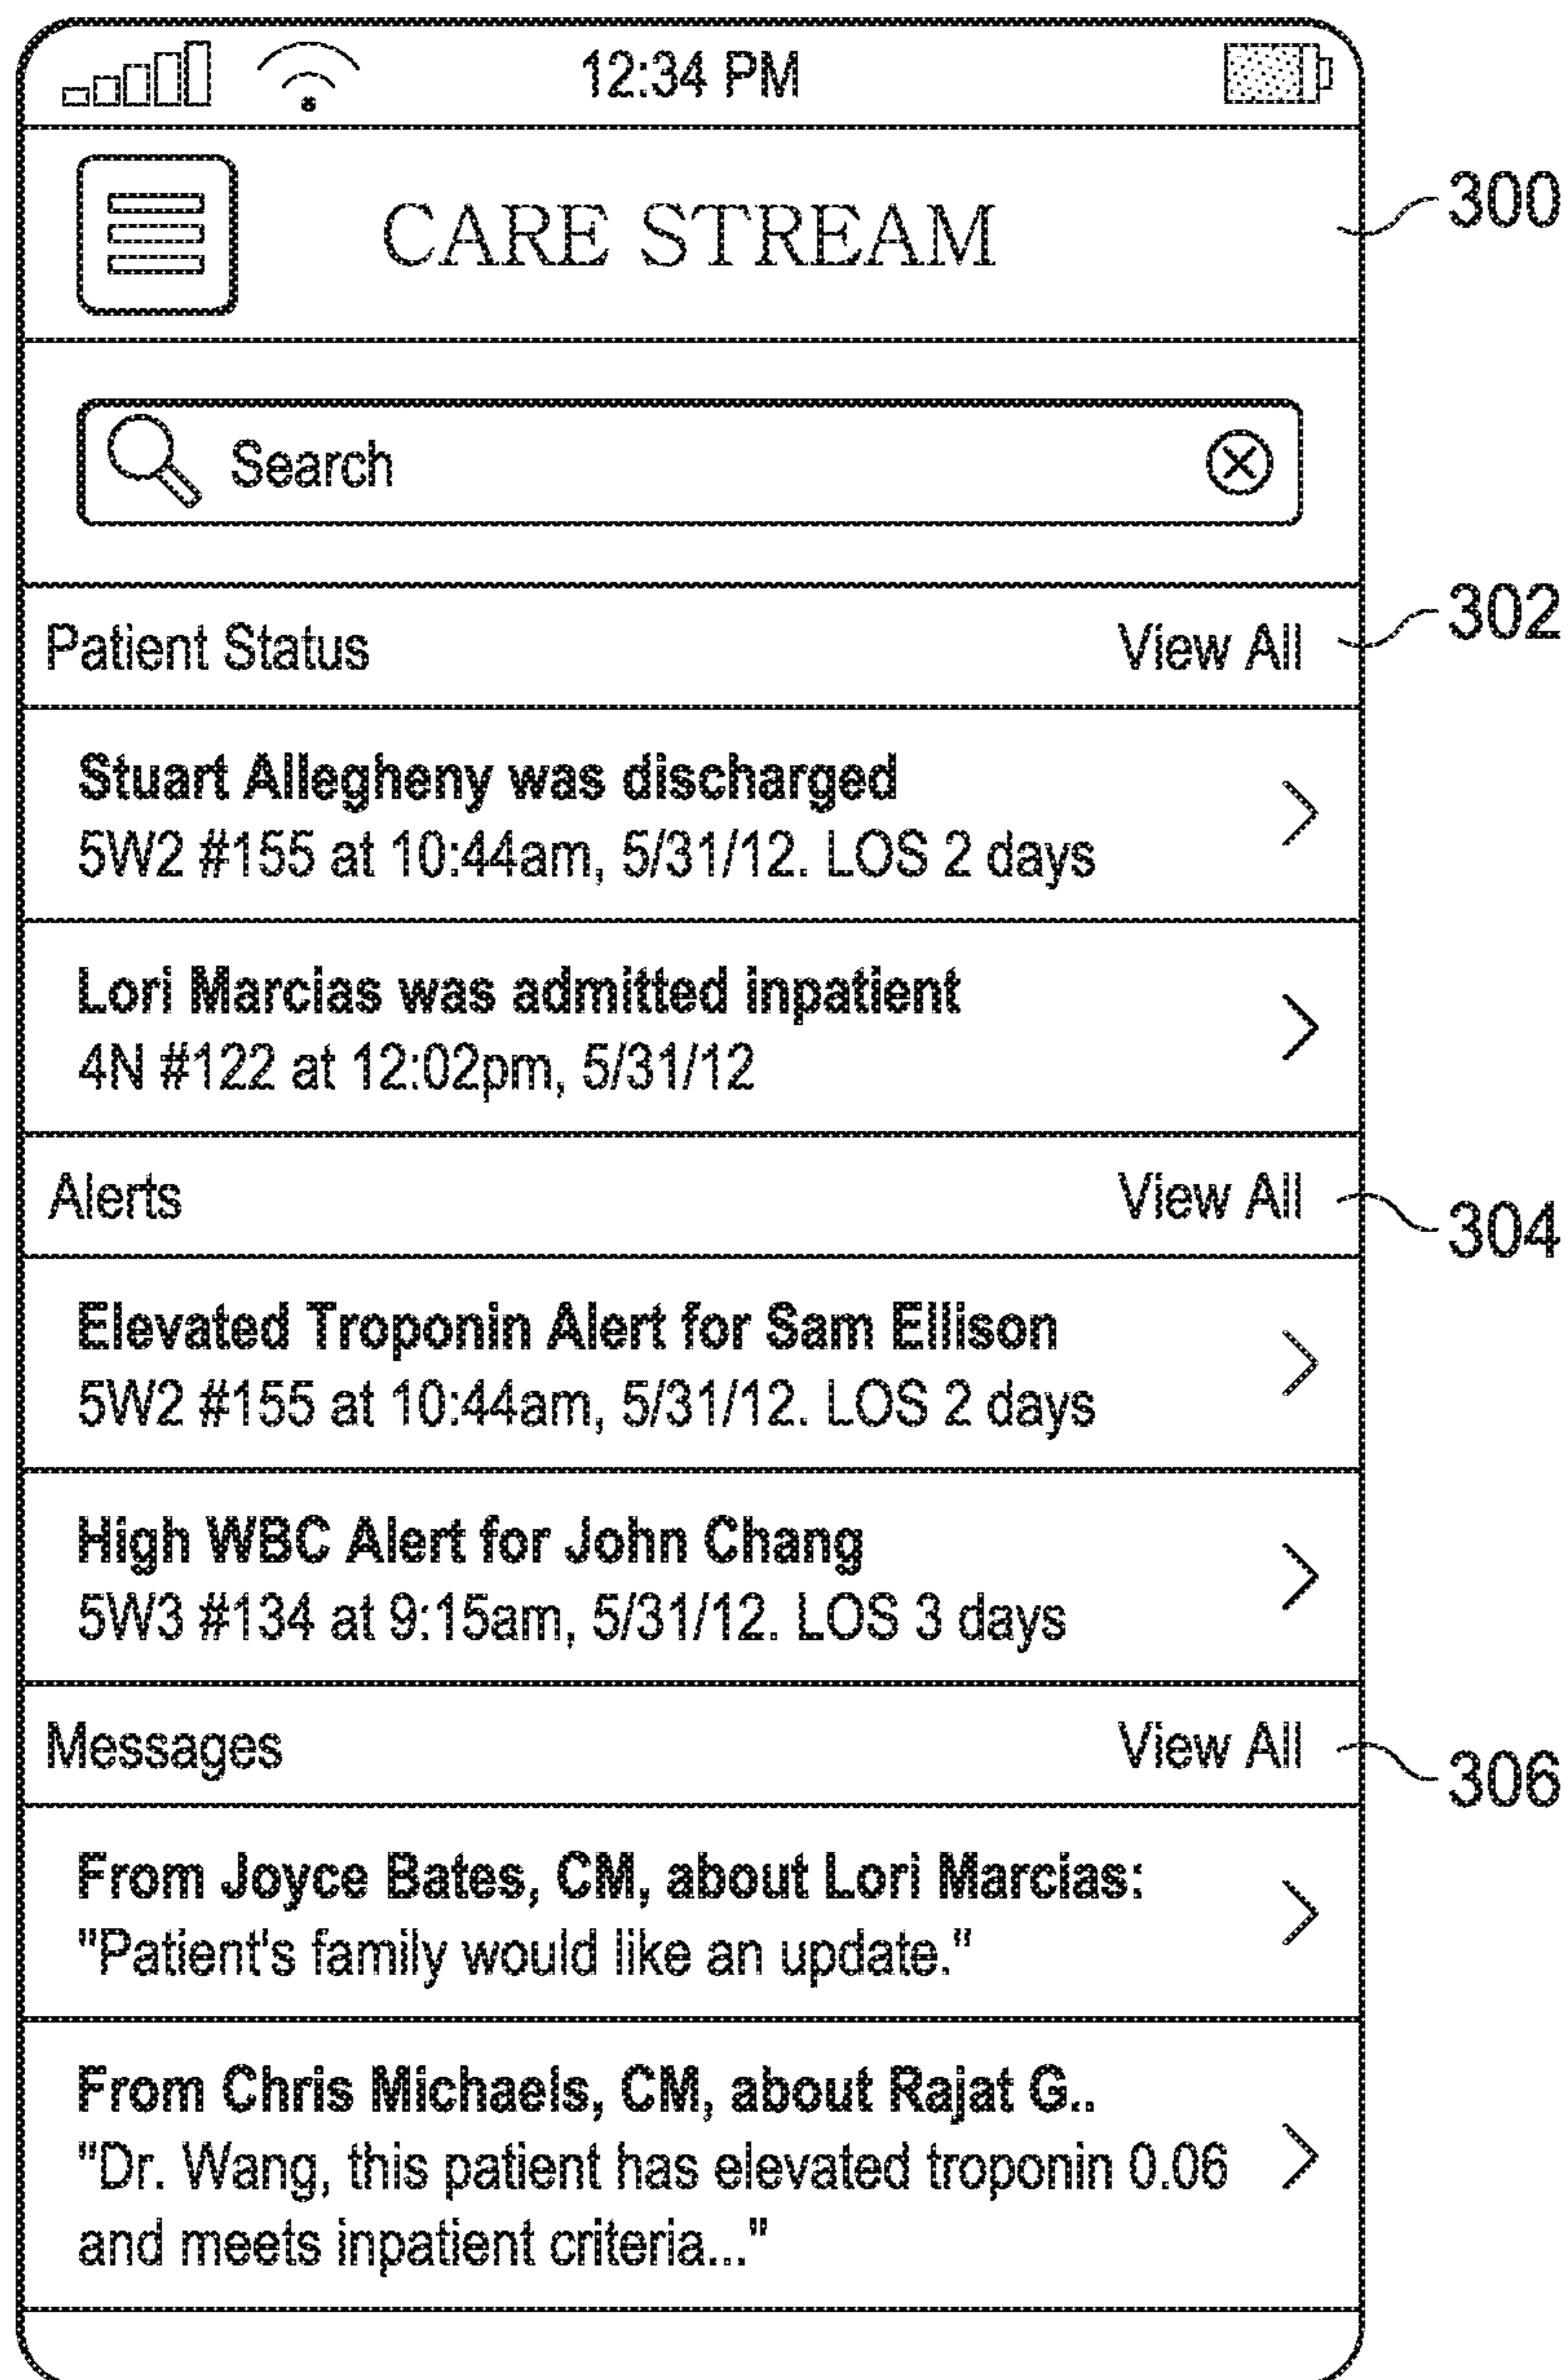 12:34 PM
CARE STREAM
300
Search
Patient Status View All
302
Stuart Allegheny was discharged
5W2 #155 at 10:44am, 5/31/12. LOS 2 days
Lori Marcias was admitted inpatient
4N #122 at 12:02pm, 5/31/12
Alerts View All
304
Elevated Troponin Alert for Sam Ellison
5W2 #155 at 10:44am, 5/31/12. LOS 2 days
High WBC Alert for John Chang
5W3 #134 at 9:15am, 5/31/12. LOS 3 days
Messages View All
306
From Joyce Bates, CM, about Lori Marcias:
"Patient's family would like an update."
From Chris Michaels, CM, about Rajat G..
"Dr. Wang, this patient has elevated troponin 0.06
and meets inpatient criteria..."